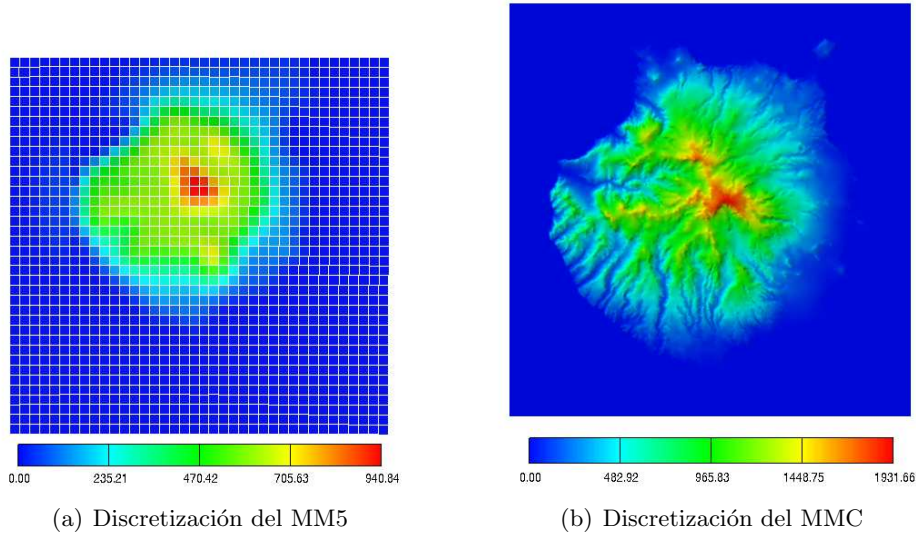 0.00 235.21 470.42 705.63 940.84
(a) Discretización del MM5
0.00 482.92 965.83 1448.75 1931.66
(b) Discretización del MMC